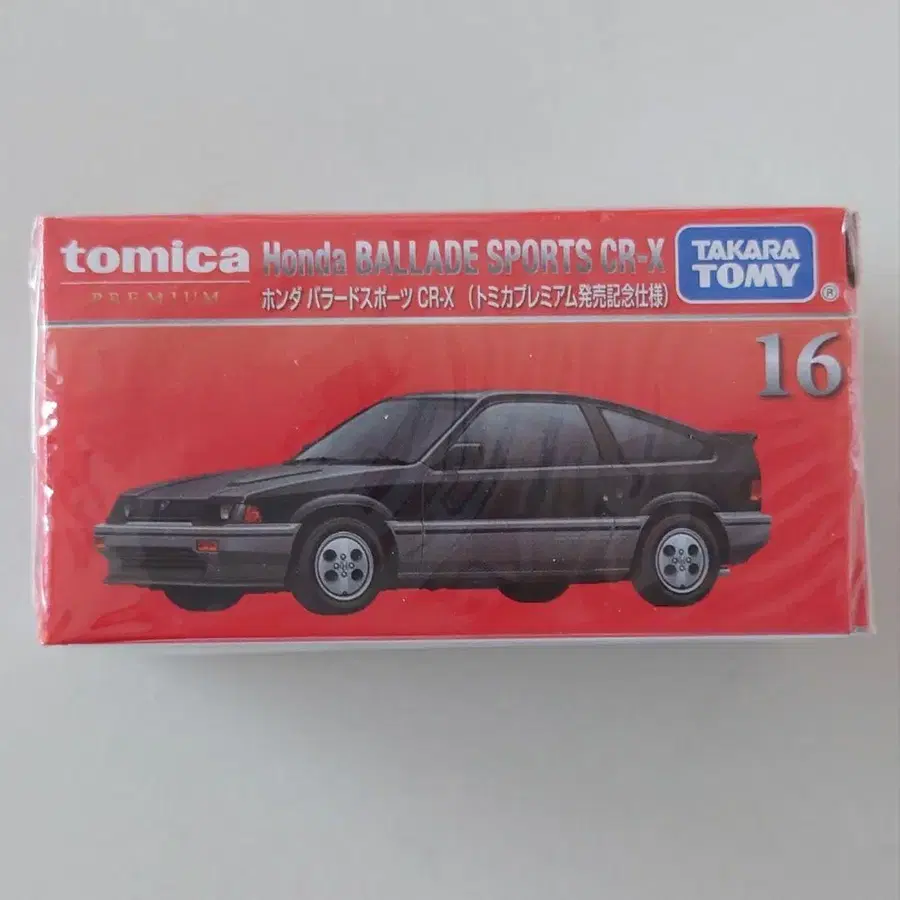 tomica
PREMIUM
Honda BALLADE SPORTS CR-X
ホンダ バラードスポーツ CR-X （トミカプレミアム発売記念仕様）
TAKARA
TOMY
®
16